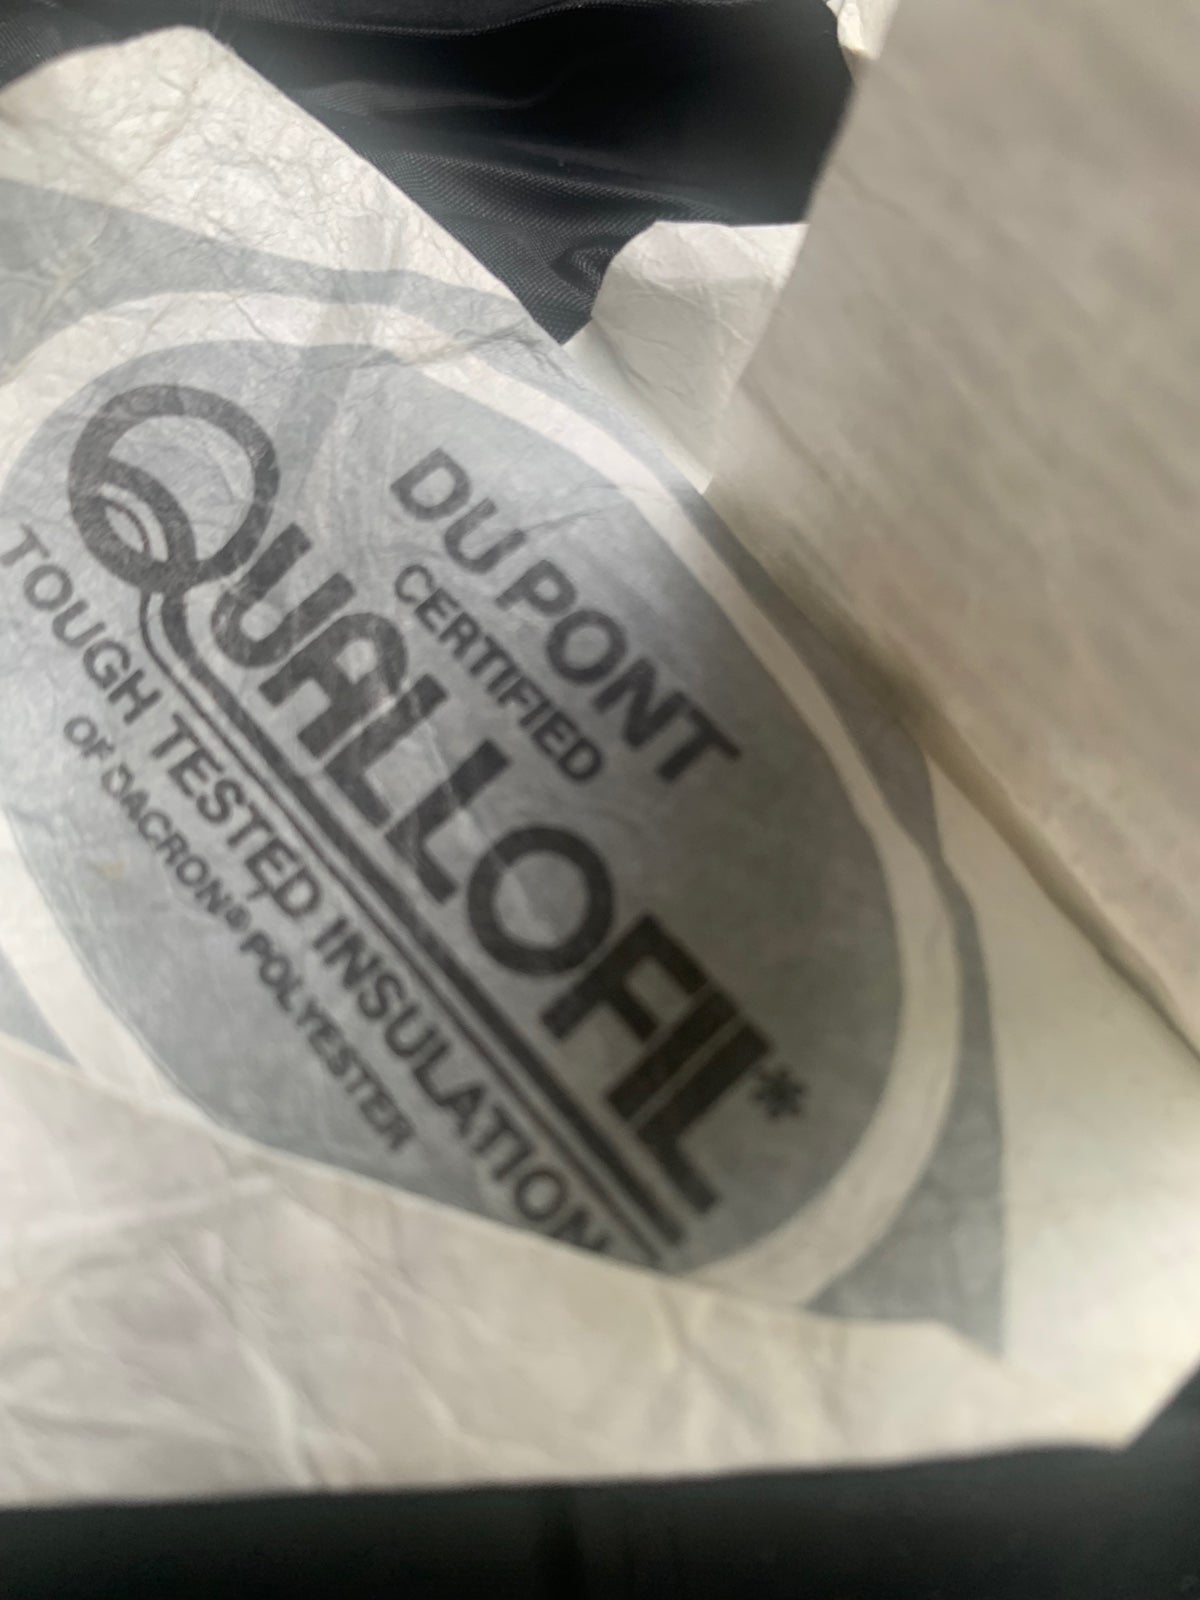 DU PONT
CERTIFIED
QUALLOFIL*
TOUGH TESTED INSULATION
OF DACRON® POLYESTER